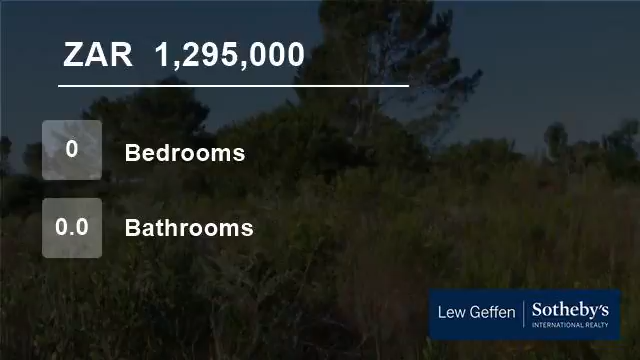 ZAR 1,295,000
0 Bedrooms
0.0 Bathrooms
Lew Geffen Sotheby's
INTERNATIONAL REALTY